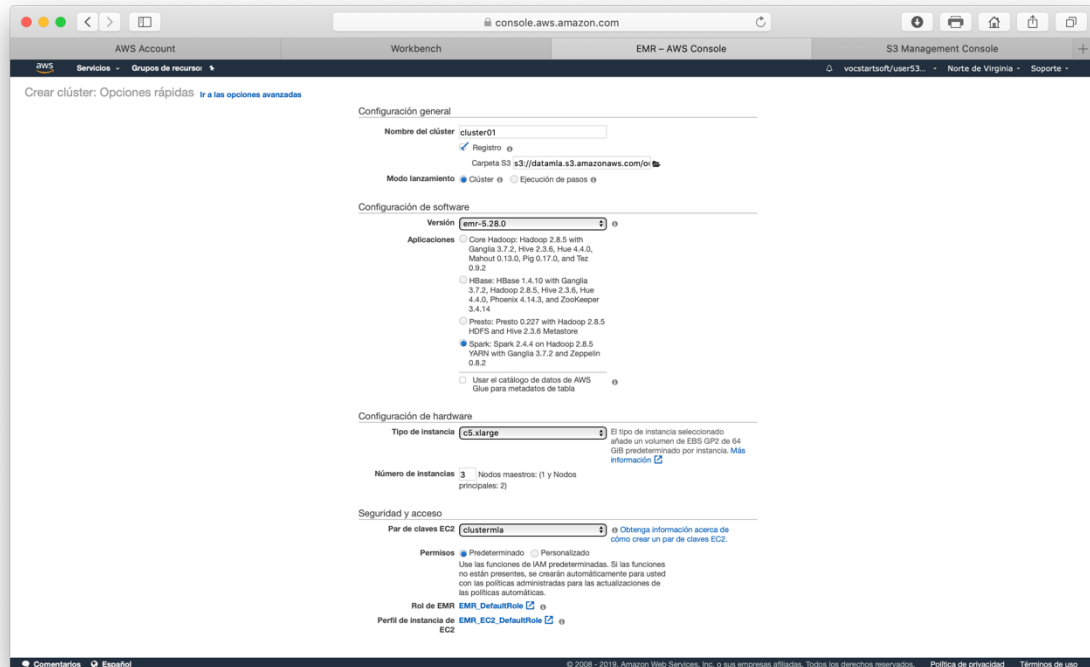 console.aws.amazon.com
AWS Account
Workbench
EMR – AWS Console
S3 Management Console
aws
Servicios
Grupos de recursos
vocstartsoft/user53...
Norte de Virginia
Soporte
Crear clúster: Opciones rápidas Ir a las opciones avanzadas
Configuración general
Nombre del clúster cluster01
Registro
Carpeta S3 s3://datamla.s3.amazonaws.com/
Modo lanzamiento Clúster Ejecución de pasos
Configuración de software
Versión emr-5.28.0
Aplicaciones Core Hadoop: Hadoop 2.8.5 with
Ganglia 3.7.2, Hive 2.3.6, Hue 4.4.0,
Mahout 0.13.0, Pig 0.17.0, and Tez
0.9.2
HBase: HBase 1.4.10 with Ganglia
3.7.2, Hadoop 2.8.5, Hive 2.3.6, Hue
4.4.0, Phoenix 4.14.3, and ZooKeeper
3.4.14
Presto: Presto 0.227 with Hadoop 2.8.5
HDFS and Hive 2.3.6 Metastore
Spark: Spark 2.4.4 on Hadoop 2.8.5
YARN with Ganglia 3.7.2 and Zeppelin
0.8.2
Usar el catálogo de datos de AWS
Glue para metadatos de tabla
Configuración de hardware
Tipo de instancia c5.xlarge
El tipo de instancia seleccionado
añade un volumen de EBS GP2 de 64
GiB predeterminado por instancia. Más
información
Número de instancias 3 Nodos maestros: (1 y Nodos
principales: 2)
Seguridad y acceso
Par de claves EC2 clustermla
Obtenga información acerca de
cómo crear un par de claves EC2.
Permisos Predeterminado Personalizado
Use las funciones de IAM predeterminadas. Si las funciones
no están presentes, se crearán automáticamente para usted
con las políticas administradas para las actualizaciones de
las políticas automáticas.
Rol de EMR EMR_DefaultRole
Perfil de instancia de EMR_EC2_DefaultRole
EC2
Comentarios
Español
© 2008 - 2019, Amazon Web Services, Inc. o sus empresas afiliadas. Todos los derechos reservados.
Política de privacidad
Términos de uso